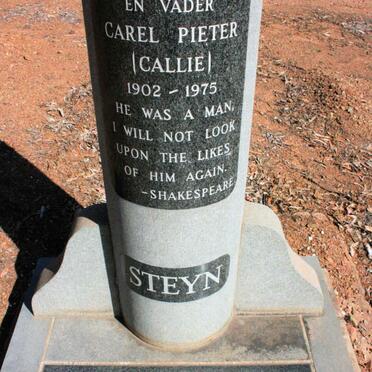 EN VADER
CAREL PIETER
[CALLIE]
1902 - 1975
HE WAS A MAN,
I WILL NOT LOOK
UPON THE LIKES
OF HIM AGAIN.
-SHAKESPEARE
STEYN